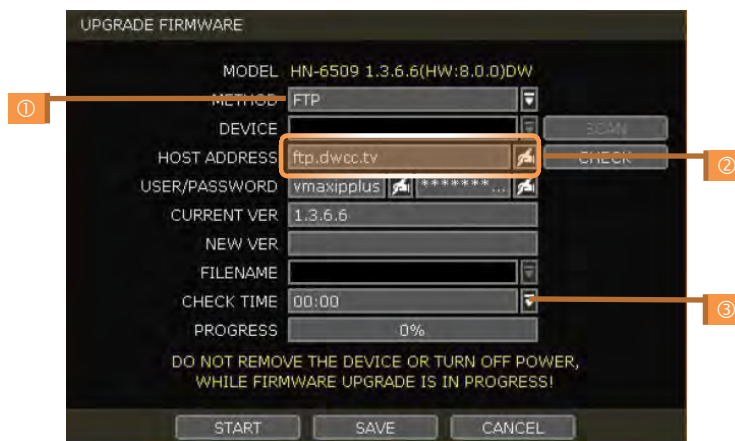 UPGRADE FIRMWARE
MODEL HN-6509 1.3.6.6(HW:8.0.0)DW
① METHOD FTP
DEVICE SCAN
HOST ADDRESS ftp.dwcc.tv CHECK ②
USER/PASSWORD vmaxipplus *******...
CURRENT VER 1.3.6.6
NEW VER
FILENAME
CHECK TIME 00:00 ③
PROGRESS 0%
DO NOT REMOVE THE DEVICE OR TURN OFF POWER,
WHILE FIRMWARE UPGRADE IS IN PROGRESS!
START SAVE CANCEL